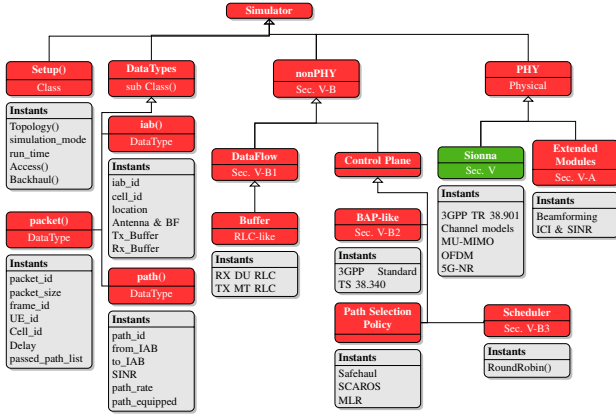 Simulator
Setup()
Class
Instants
Topology()
simulation_mode
run_time
Access()
Backhaul()
DataTypes
sub Class()
iab()
DataType
Instants
iab_id
cell_id
location
Antenna & BF
Tx_Buffer
Rx_Buffer
packet()
DataType
Instants
packet_id
packet_size
frame_id
UE_id
Cell_id
Delay
passed_path_list
path()
DataType
Instants
path_id
from_IAB
to_IAB
SINR
path_rate
path_equipped
nonPHY
Sec. V-B
DataFlow
Sec. V-B1
Buffer
RLC-like
Instants
RX DU RLC
TX MT RLC
Control Plane
BAP-like
Sec. V-B2
Instants
3GPP Standard
TS 38.340
Path Selection
Policy
Instants
Safehaul
SCAROS
MLR
Scheduler
Sec. V-B3
Instants
RoundRobin()
PHY
Physical
Sionna
Sec. V
Instants
3GPP TR 38.901
Channel models
MU-MIMO
OFDM
5G-NR
Extended
Modules
Sec. V-A
Instants
Beamforming
ICI & SINR